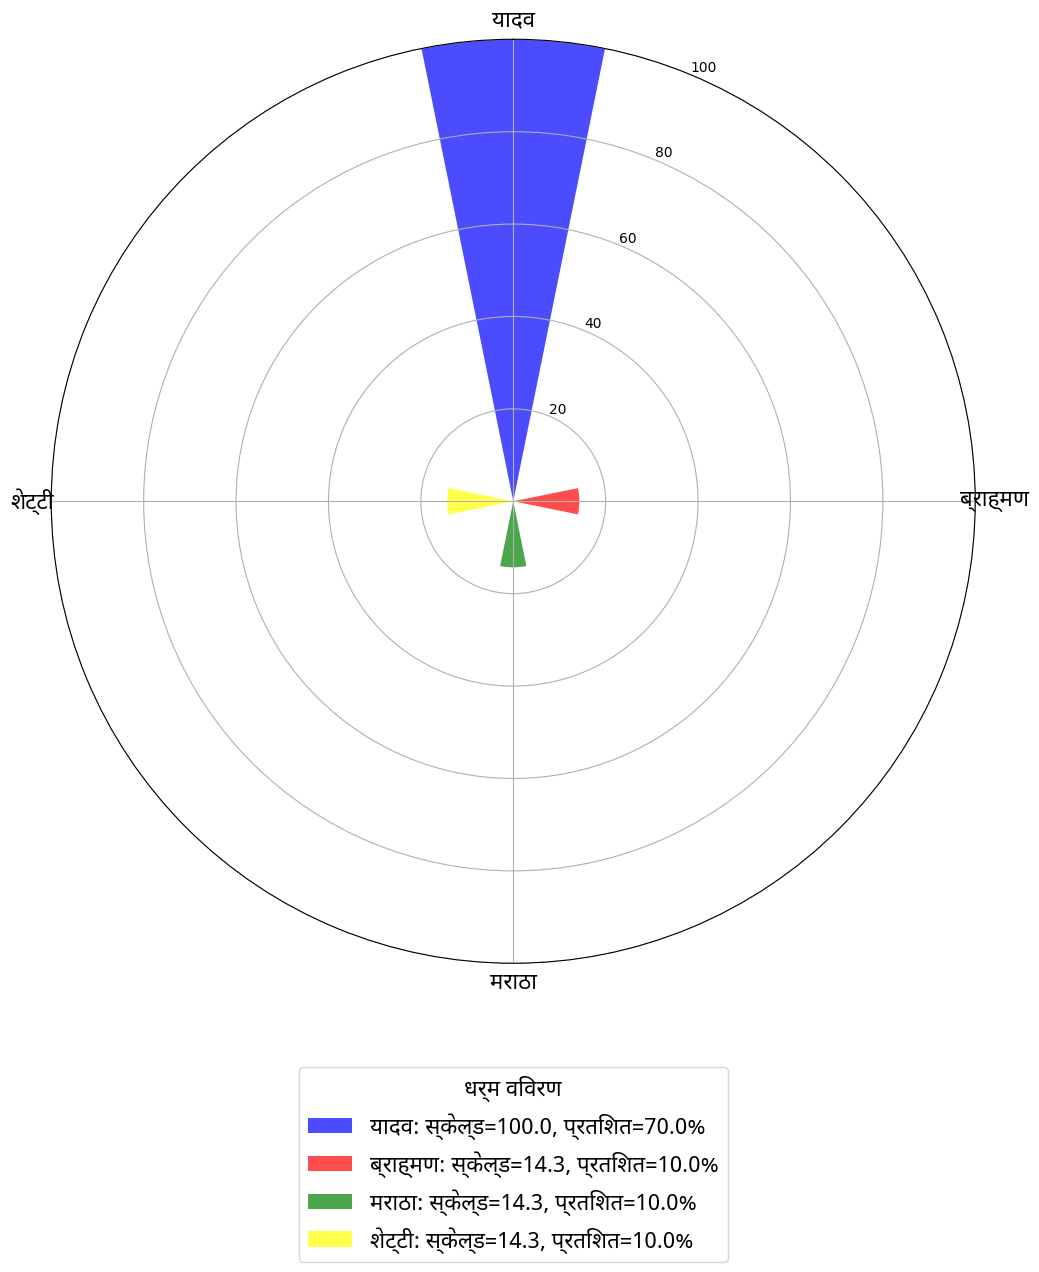 यादव
100
80
60
40
20
शेट्टी
ब्राह्मण
मराठा
धर्म विवरण
यादव: स्केल्ड=100.0, प्रतिशत=70.0%
ब्राह्मण: स्केल्ड=14.3, प्रतिशत=10.0%
मराठा: स्केल्ड=14.3, प्रतिशत=10.0%
शेट्टी: स्केल्ड=14.3, प्रतिशत=10.0%